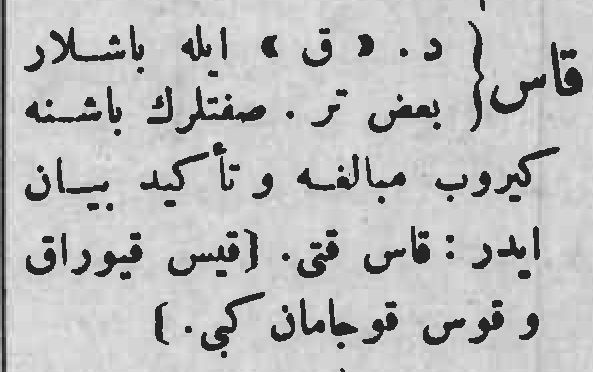 قاس { د. « ق » ايله باشلار
بعض تر. صفتلرك باشنه
كيروب مبالغه و تأكيد بيان
ايدر : قاس قتى. [قيس قيوراق
و قوس قوجامان كبى. ]